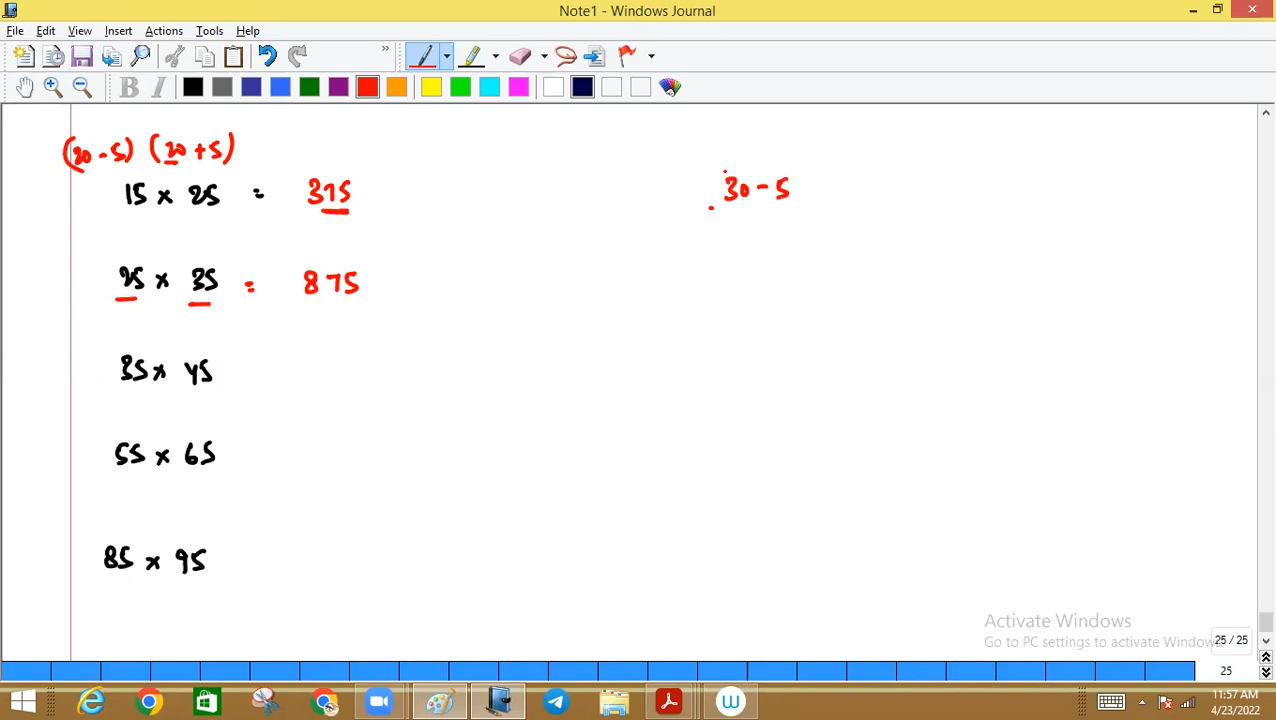 Note1 - Windows Journal
File Edit View Insert Actions Tools Help
B I
(20 - 5) (20 + 5)
15 × 25 = 375
30 - 5
25 × 35 = 875
35 × 45
55 × 65
85 × 95
Activate Windows
Go to PC settings to activate Windows.
25 / 25
25
11:57 AM
4/23/2022